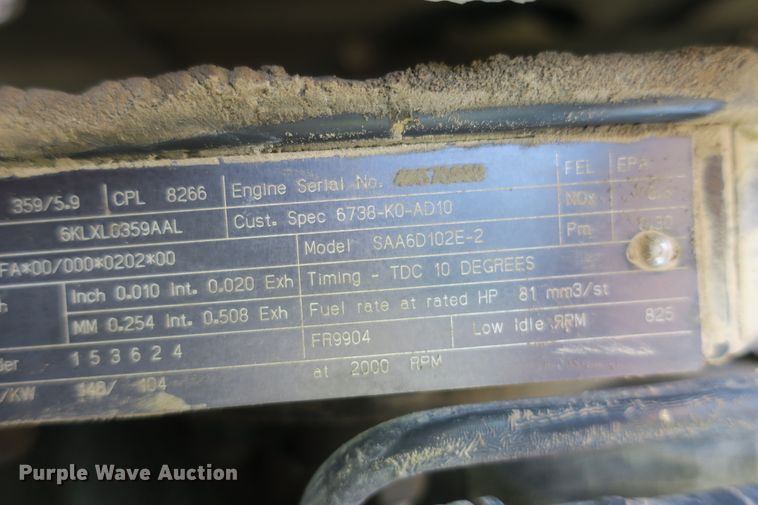 359/5.9 CPL 8266 Engine Serial No. FEL EPA
6KLXL0359AAL Cust. Spec 6738-K0-AD10 NOx
FA*00/000*0202*00 Model SAA6D102E-2 Pm
Inch 0.010 Int. 0.020 Exh Timing - TDC 10 DEGREES
MM 0.254 Int. 0.508 Exh Fuel rate at rated HP 81 mm3/st
der 153624 FR9904 Low Idle RPM 825
/KW 140/ 104 at 2000 RPM
Purple Wave Auction